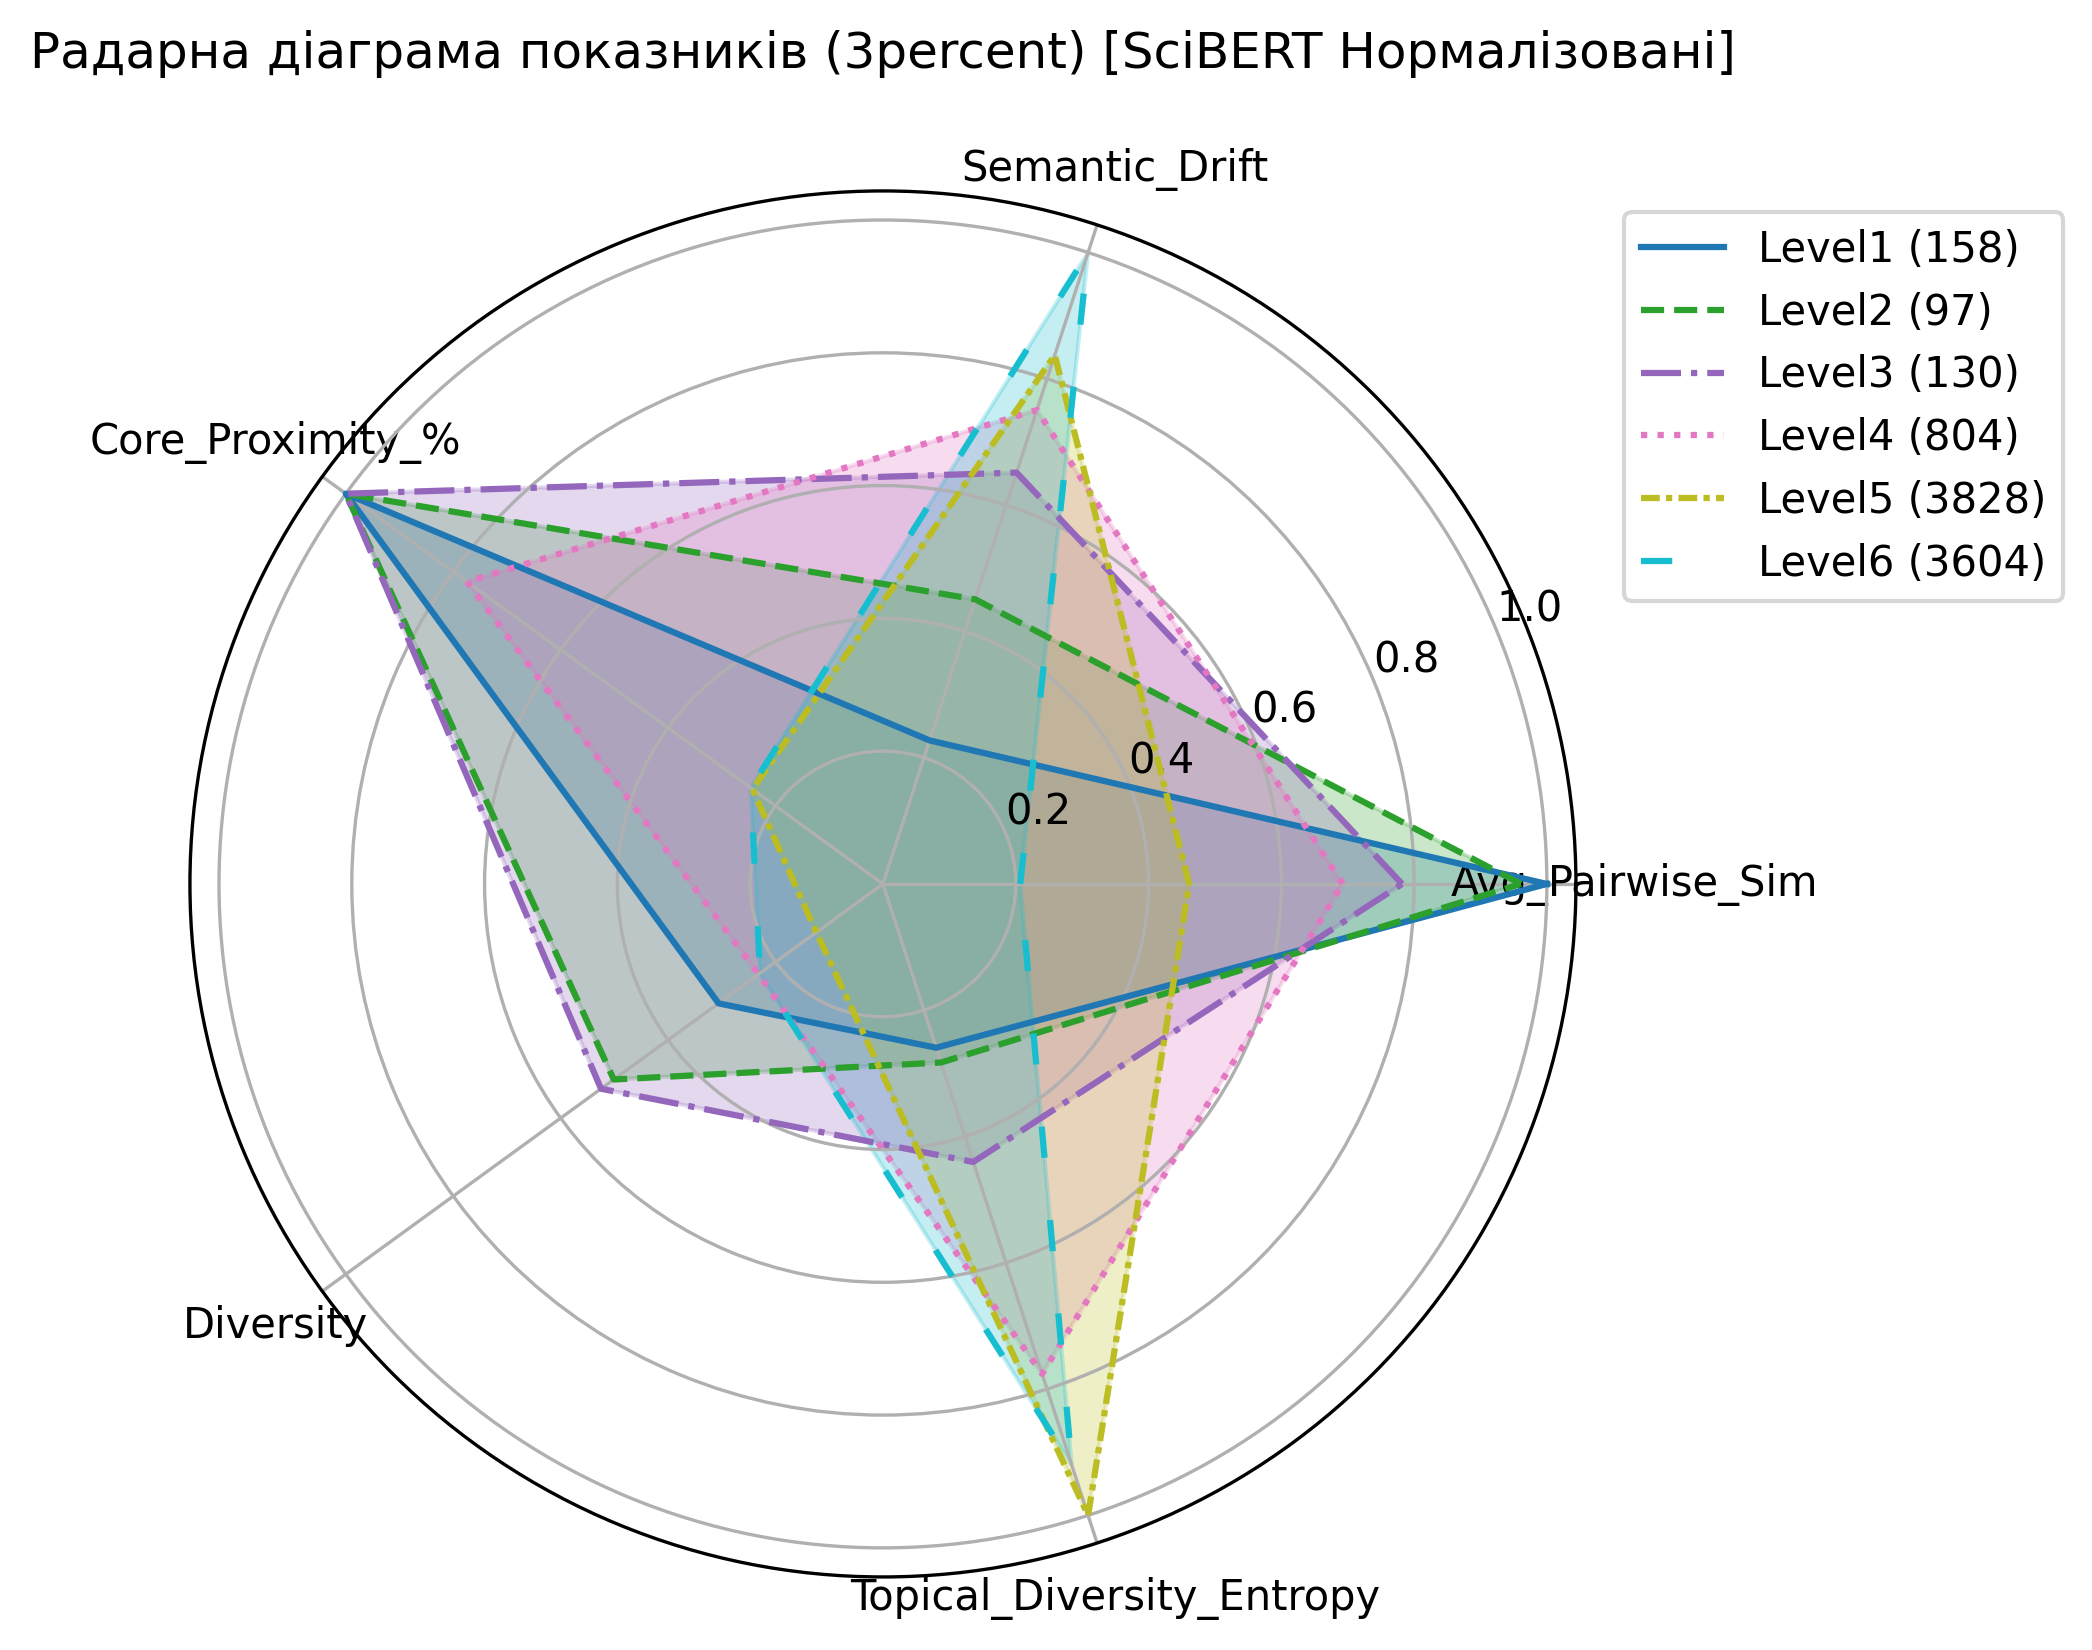 Радарна діаграма показників (3percent) [SciBERT Нормалізовані]
Semantic_Drift
Level1 (158)
Level2 (97)
Level3 (130)
Level4 (804)
Level5 (3828)
Level6 (3604)
Core_Proximity_%
1.0
0.8
0.6
0.4
0.2
Avg_Pairwise_Sim
Diversity
Topical_Diversity_Entropy